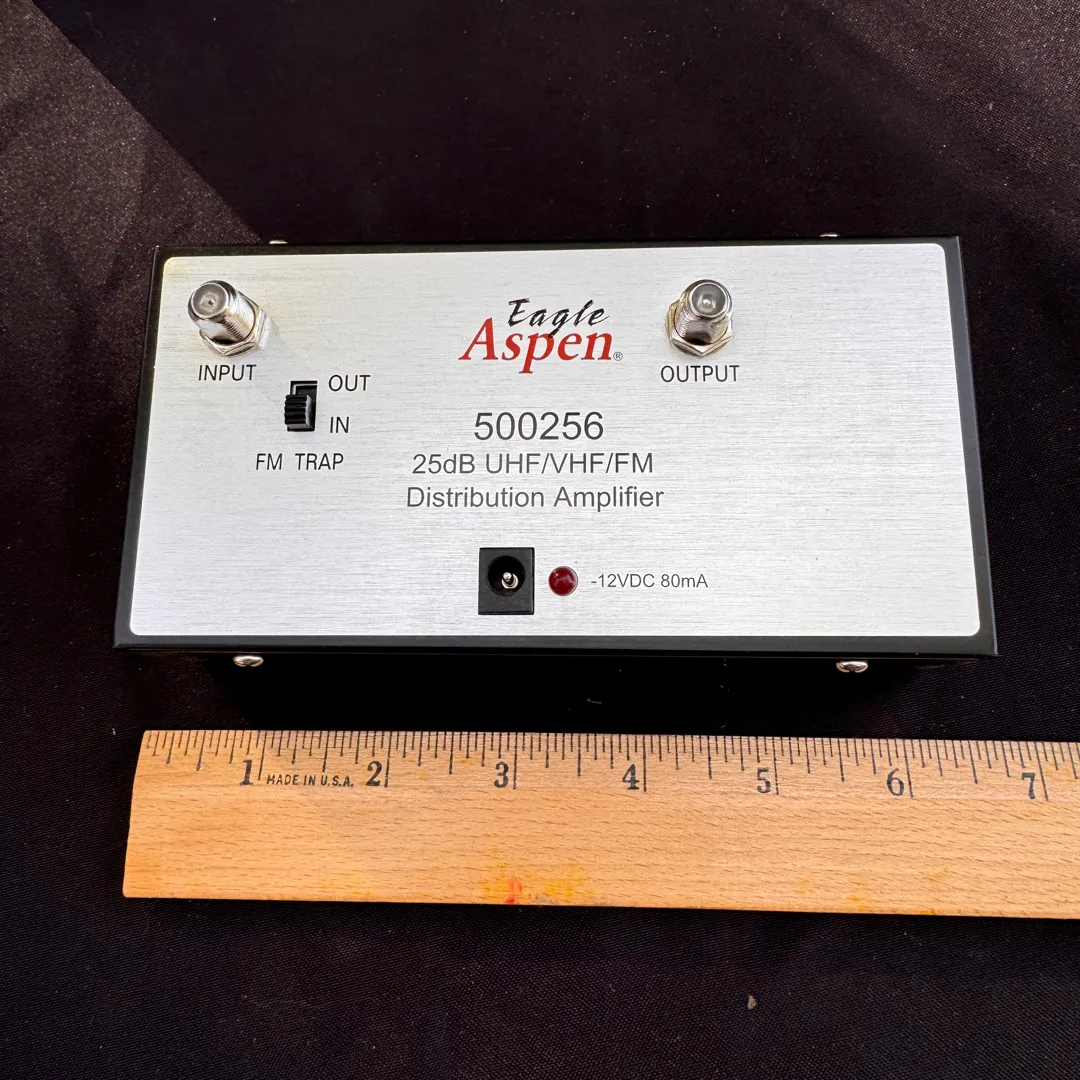 Eagle
Aspen®
INPUT
OUTPUT
OUT
IN
FM TRAP
500256
25dB UHF/VHF/FM
Distribution Amplifier
-12VDC 80mA
1 2 3 4 5 6 7
MADE IN U.S.A.